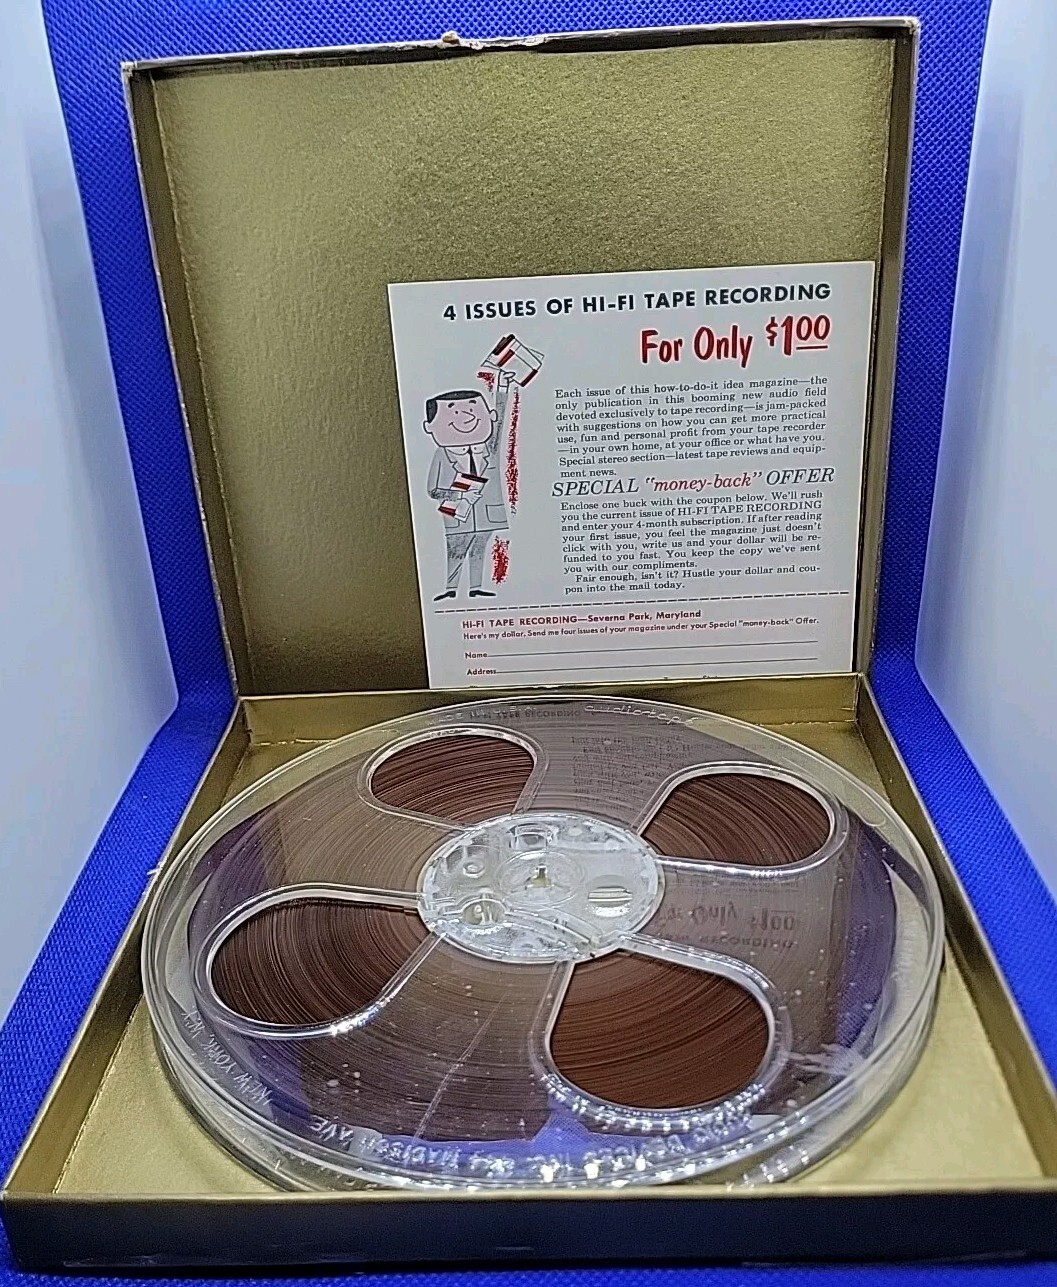 4 ISSUES OF HI-FI TAPE RECORDING
For Only $1.00
Each issue of this how-to-do-it idea magazine—the
only publication in this booming new audio field
devoted exclusively to tape recording—is jam-packed
with suggestions on how you can get more practical
use, fun and personal profit from your tape recorder
—in your own home, at your office or what have you.
Special stereo section—latest tape reviews and equip-
ment news.
SPECIAL "money-back" OFFER
Enclose one buck with the coupon below. We'll rush
you the current issue of HI-FI TAPE RECORDING
and enter your 4-month subscription. If after reading
your first issue, you feel the magazine just doesn't
click with you, write us and your dollar will be re-
funded to you fast. You keep the copy we've sent
you with our compliments.
Fair enough, isn't it? Hustle your dollar and cou-
pon into the mail today.
HI-FI TAPE RECORDING—Severna Park, Maryland
Here's my dollar. Send me four issues of your magazine under your Special "money-back" Offer.
Name
Address
audiotape
AUDIO DEVICES INC. 444 MADISON AVE
NEW YORK N.Y.